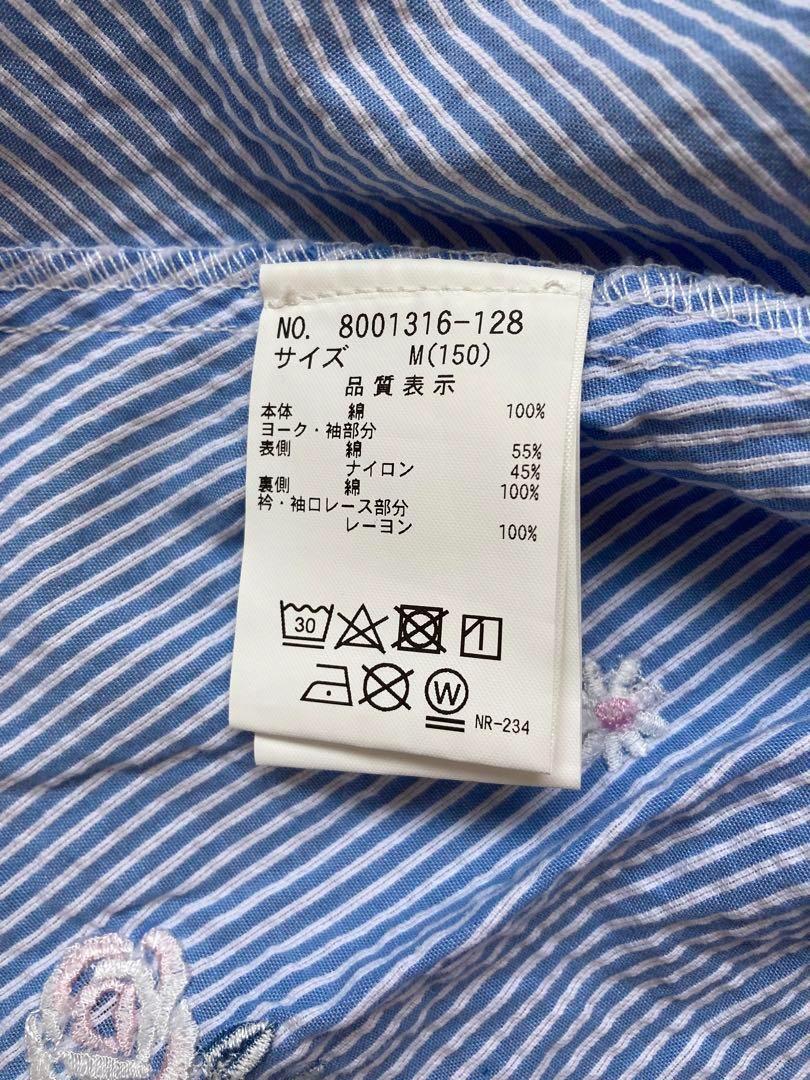 NO. 8001316-128
サイズ M(150)
品質表示
本体 綿 100%
ヨーク・袖部分
表側 綿 55%
ナイロン 45%
裏側 綿 100%
衿・袖口レース部分
レーヨン 100%
30
W NR-234